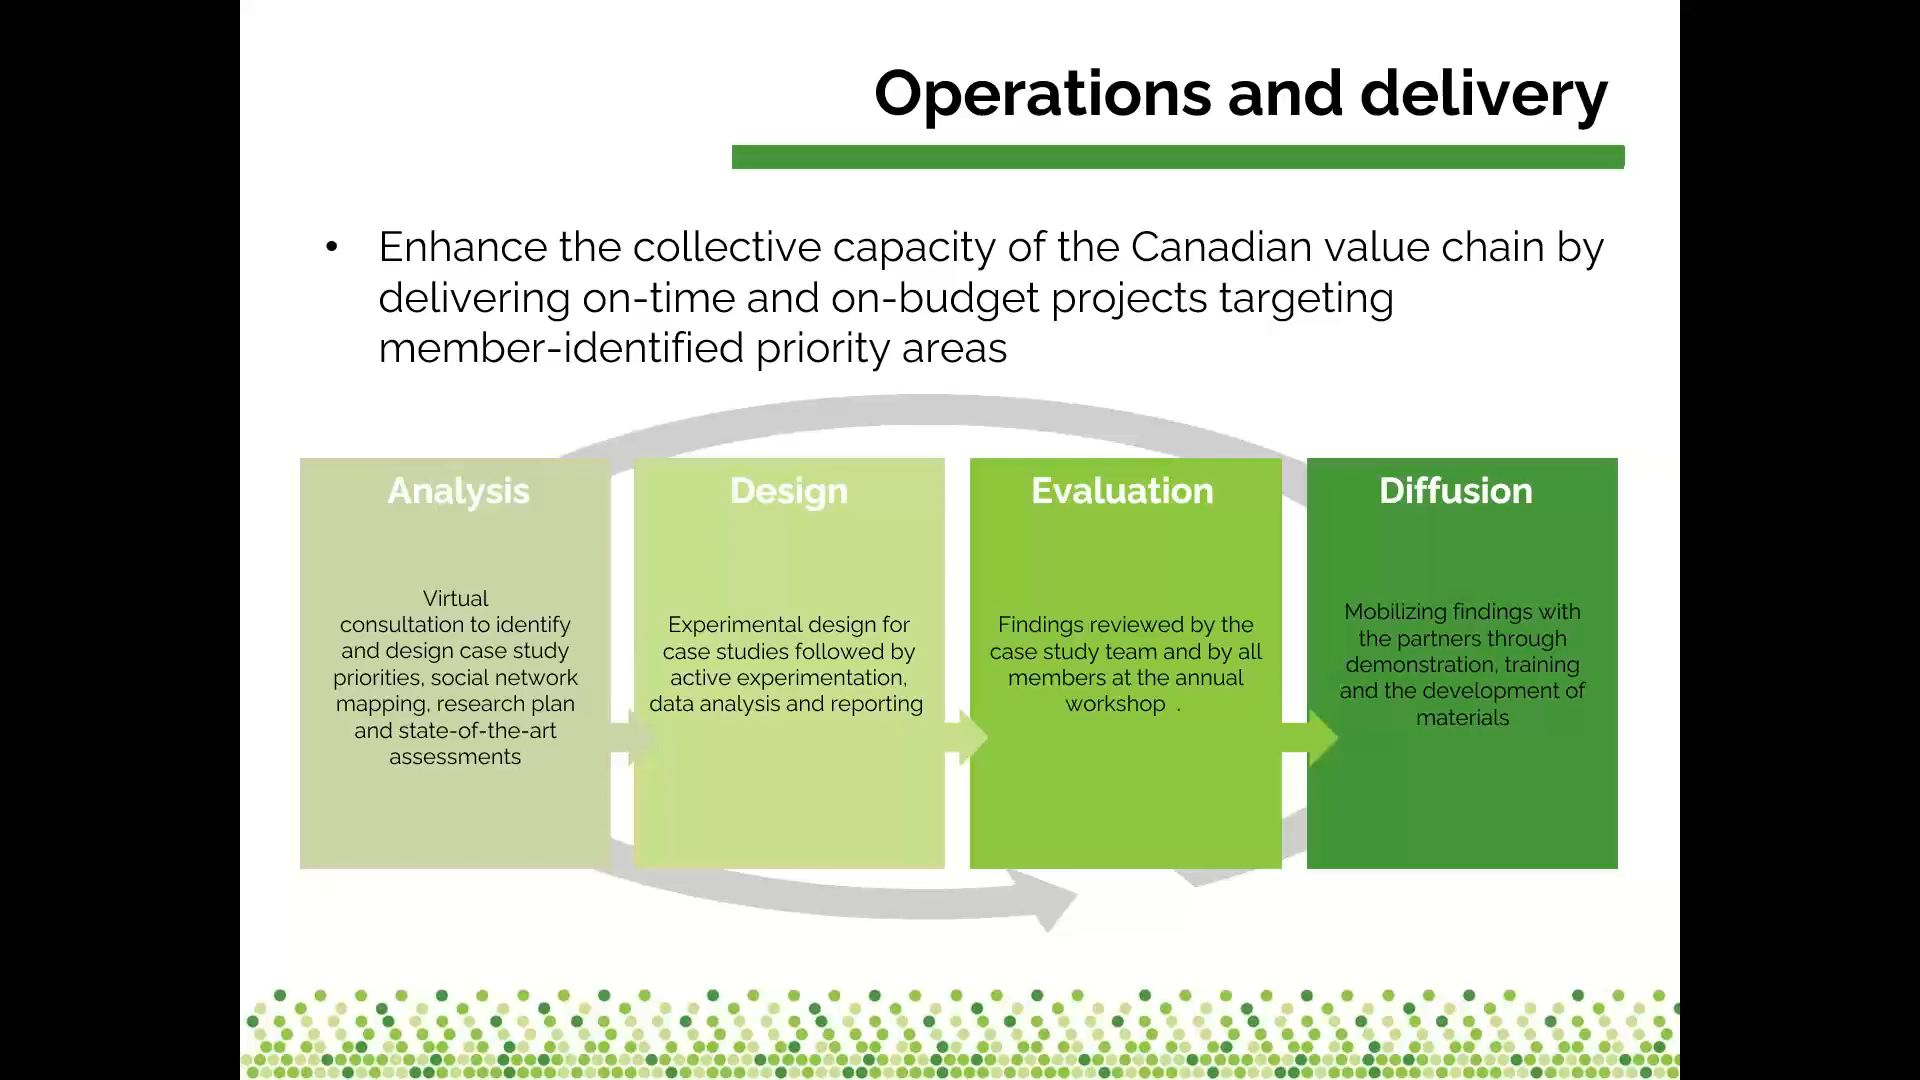 Operations and delivery
• Enhance the collective capacity of the Canadian value chain by
delivering on-time and on-budget projects targeting
member-identified priority areas
Analysis
Virtual
consultation to identify
and design case study
priorities, social network
mapping, research plan
and state-of-the-art
assessments
Design
Experimental design for
case studies followed by
active experimentation,
data analysis and reporting
Evaluation
Findings reviewed by the
case study team and by all
members at the annual
workshop .
Diffusion
Mobilizing findings with
the partners through
demonstration, training
and the development of
materials